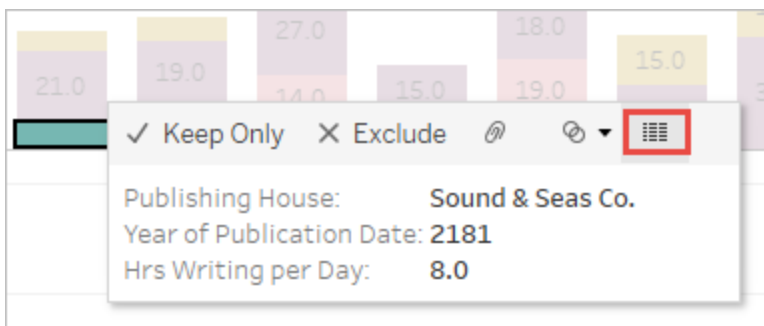 27.0 18.0
21.0 19.0 15.0
14.0 15.0 19.0
Keep Only Exclude
Publishing House: Sound & Seas Co.
Year of Publication Date: 2181
Hrs Writing per Day: 8.0